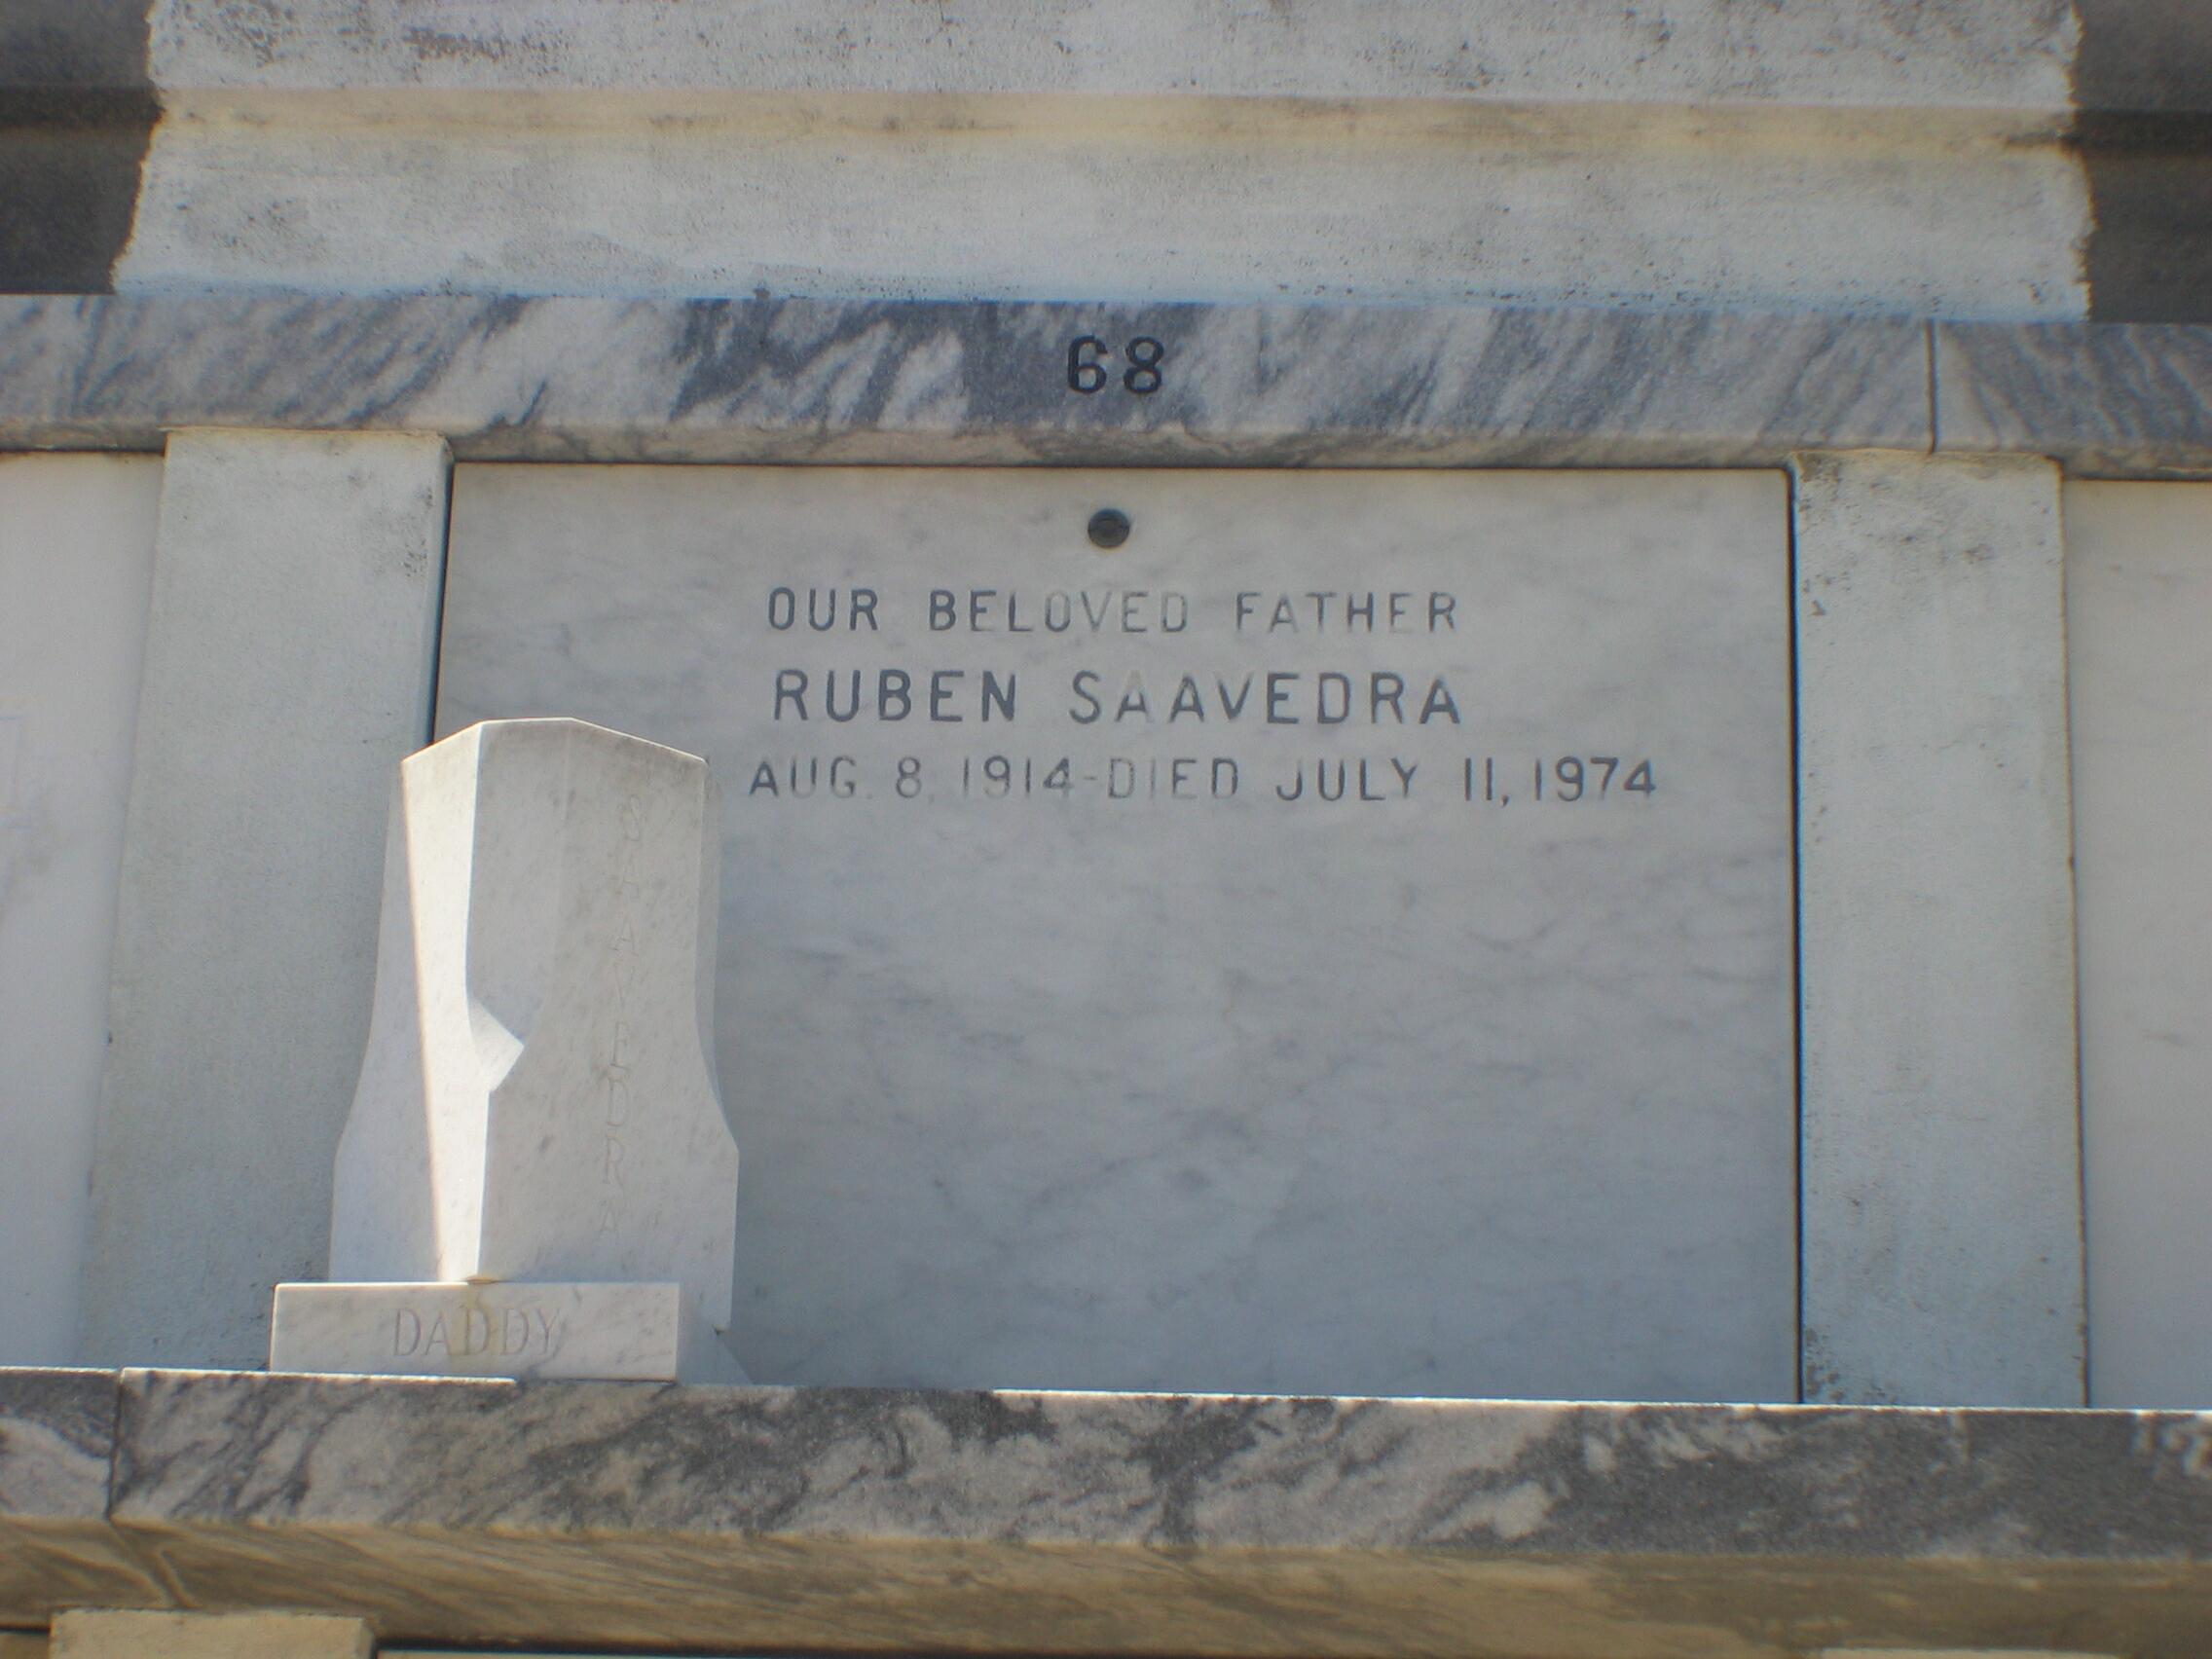 68
OUR BELOVED FATHER
RUBEN SAAVEDRA
AUG. 8, 1914-DIED JULY 11, 1974
SAAVEDRA
DADDY